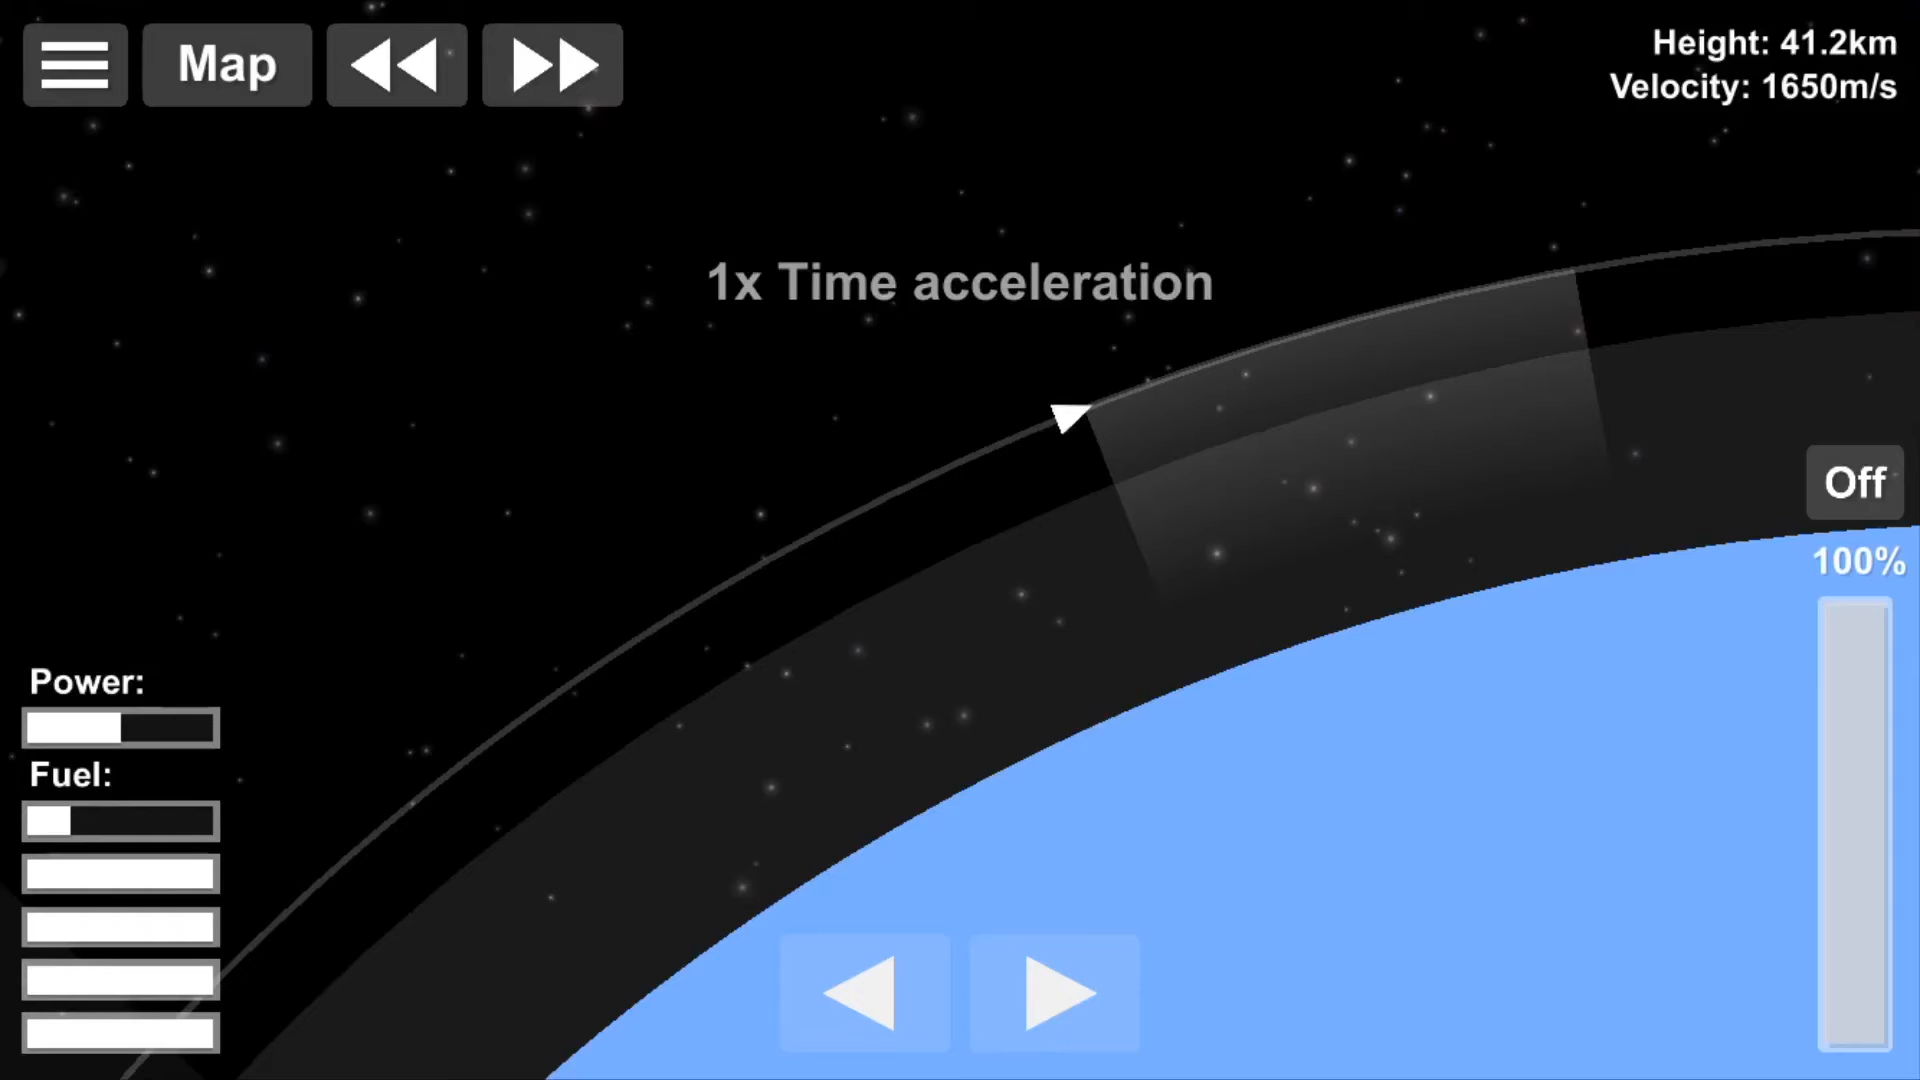 Map
Height: 41.2km
Velocity: 1650m/s
1x Time acceleration
Off
100%
Power:
Fuel: